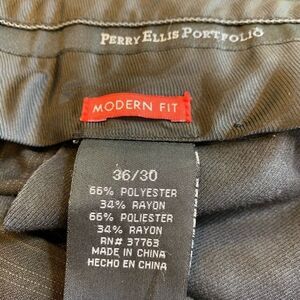 PERRY ELLIS PORTFOLIO
MODERN FIT
36/30
66% POLYESTER
34% RAYON
66% POLIESTER
34% RAYON
RN# 37763
MADE IN CHINA
HECHO EN CHINA